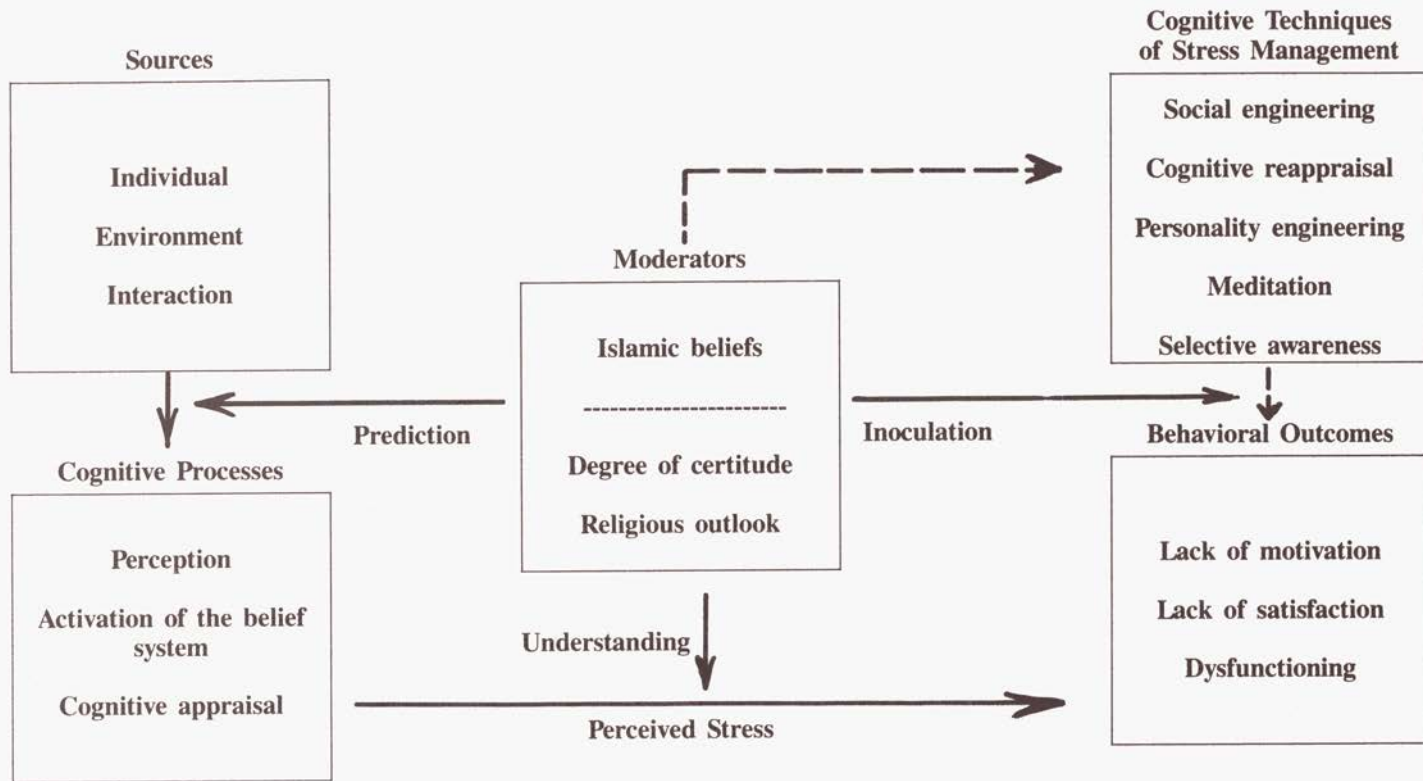 Sources
Individual
Environment
Interaction
Cognitive Techniques
of Stress Management
Social engineering
Cognitive reappraisal
Personality engineering
Meditation
Selective awareness
Moderators
Islamic beliefs
Degree of certitude
Religious outlook
Prediction
Inoculation
Understanding
Cognitive Processes
Perception
Activation of the belief
system
Cognitive appraisal
Perceived Stress
Behavioral Outcomes
Lack of motivation
Lack of satisfaction
Dysfunctioning